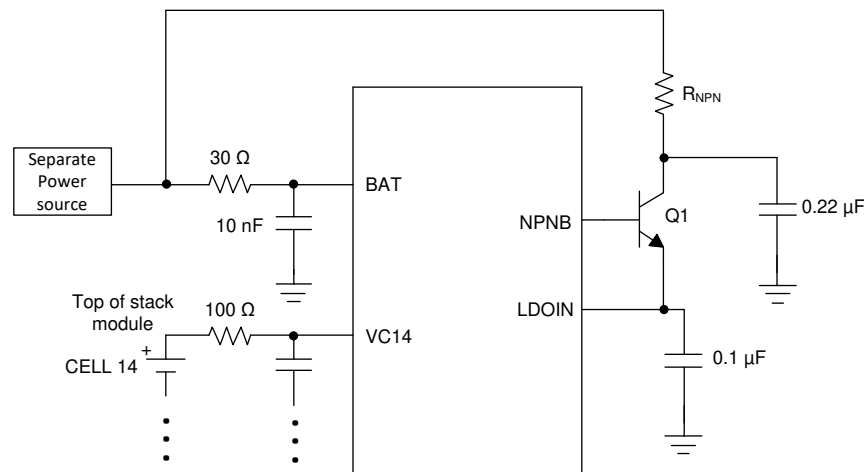 R_NPN
Separate
Power
source
30 Ω
BAT
10 nF
NPNB
Q1
0.22 µF
Top of stack
module
100 Ω
LDOIN
VC14
+
CELL 14
0.1 µF